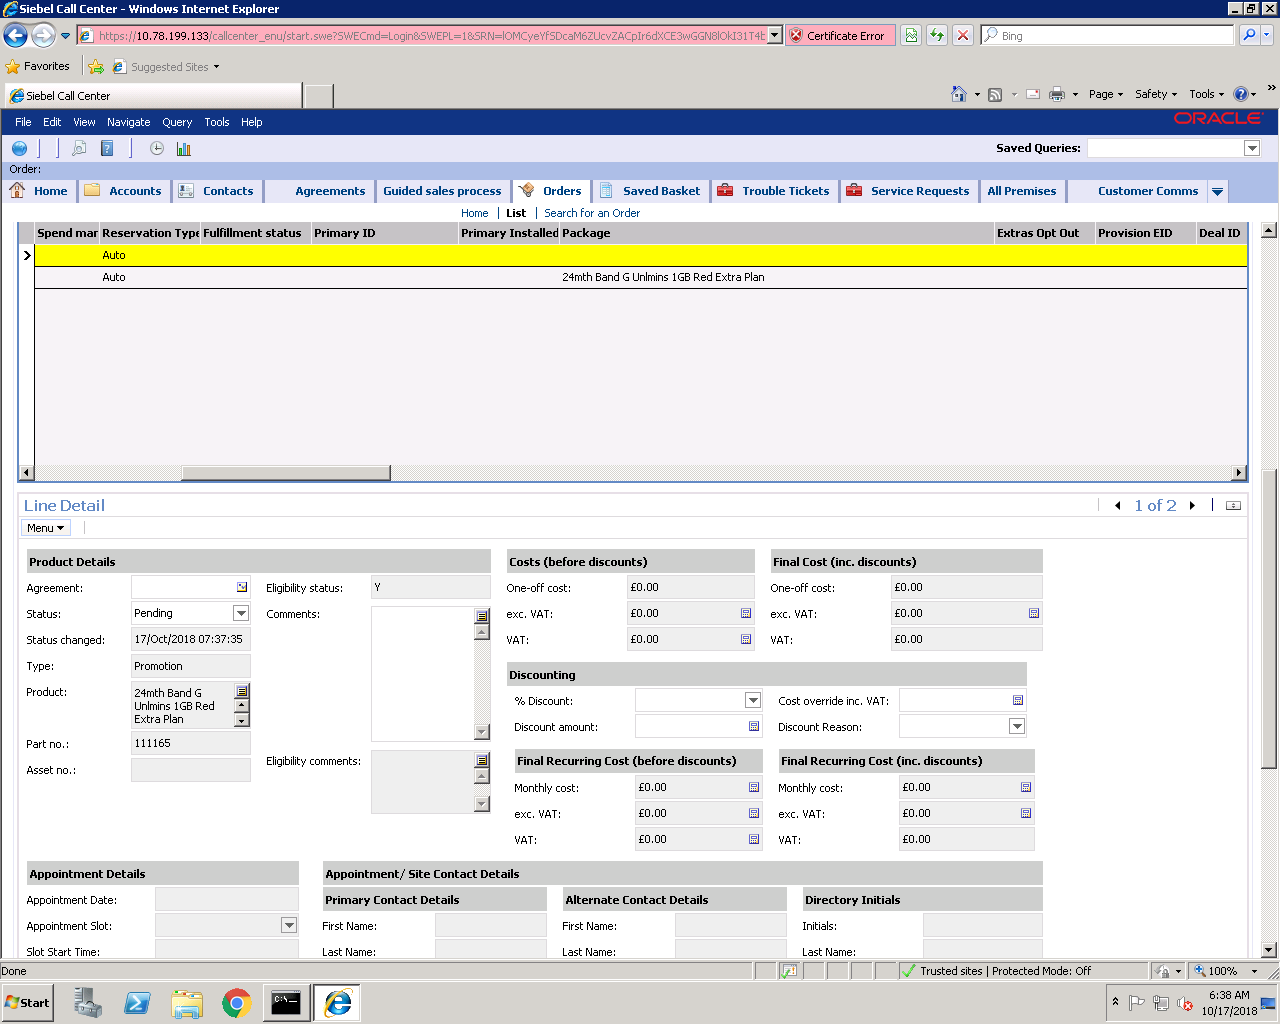 Siebel Call Center - Windows Internet Explorer
https://10.78.199.133/callcenter_enu/start.swe?SWECmd=Login&SWEPL=1&SRN=
Certificate Error
Bing
Favorites
Suggested Sites
Siebel Call Center
Page
Safety
Tools
File Edit View Navigate Query Tools Help
ORACLE
Saved Queries:
Order:
Home Accounts Contacts Agreements Guided sales process Orders Saved Basket Trouble Tickets Service Requests All Premises Customer Comms
Home | List | Search for an Order
Spend mar Reservation Type Fulfillment status Primary ID Primary Installed Package Extras Opt Out Provision EID Deal ID
Auto
Auto 24mth Band G Unlmins 1GB Red Extra Plan
Line Detail
1 of 2
Menu
Product Details
Agreement:
Status: Pending
Status changed: 17/Oct/2018 07:37:35
Type: Promotion
Product: 24mth Band G
Unlmins 1GB Red
Extra Plan
Part no.: 111165
Asset no.:
Eligibility status: Y
Comments:
Eligibility comments:
Costs (before discounts)
One-off cost: £0.00
exc. VAT: £0.00
VAT: £0.00
Final Cost (inc. discounts)
One-off cost: £0.00
exc. VAT: £0.00
VAT: £0.00
Discounting
% Discount:
Cost override inc. VAT:
Discount amount:
Discount Reason:
Final Recurring Cost (before discounts)
Monthly cost: £0.00
exc. VAT: £0.00
VAT: £0.00
Final Recurring Cost (inc. discounts)
Monthly cost: £0.00
exc. VAT: £0.00
VAT: £0.00
Appointment Details
Appointment Date:
Appointment Slot:
Slot Start Time:
Appointment/ Site Contact Details
Primary Contact Details
First Name:
Last Name:
Alternate Contact Details
First Name:
Last Name:
Directory Initials
Initials:
Last Name:
Done
Trusted sites | Protected Mode: Off
100%
Start
C:\
6:38 AM
10/17/2018